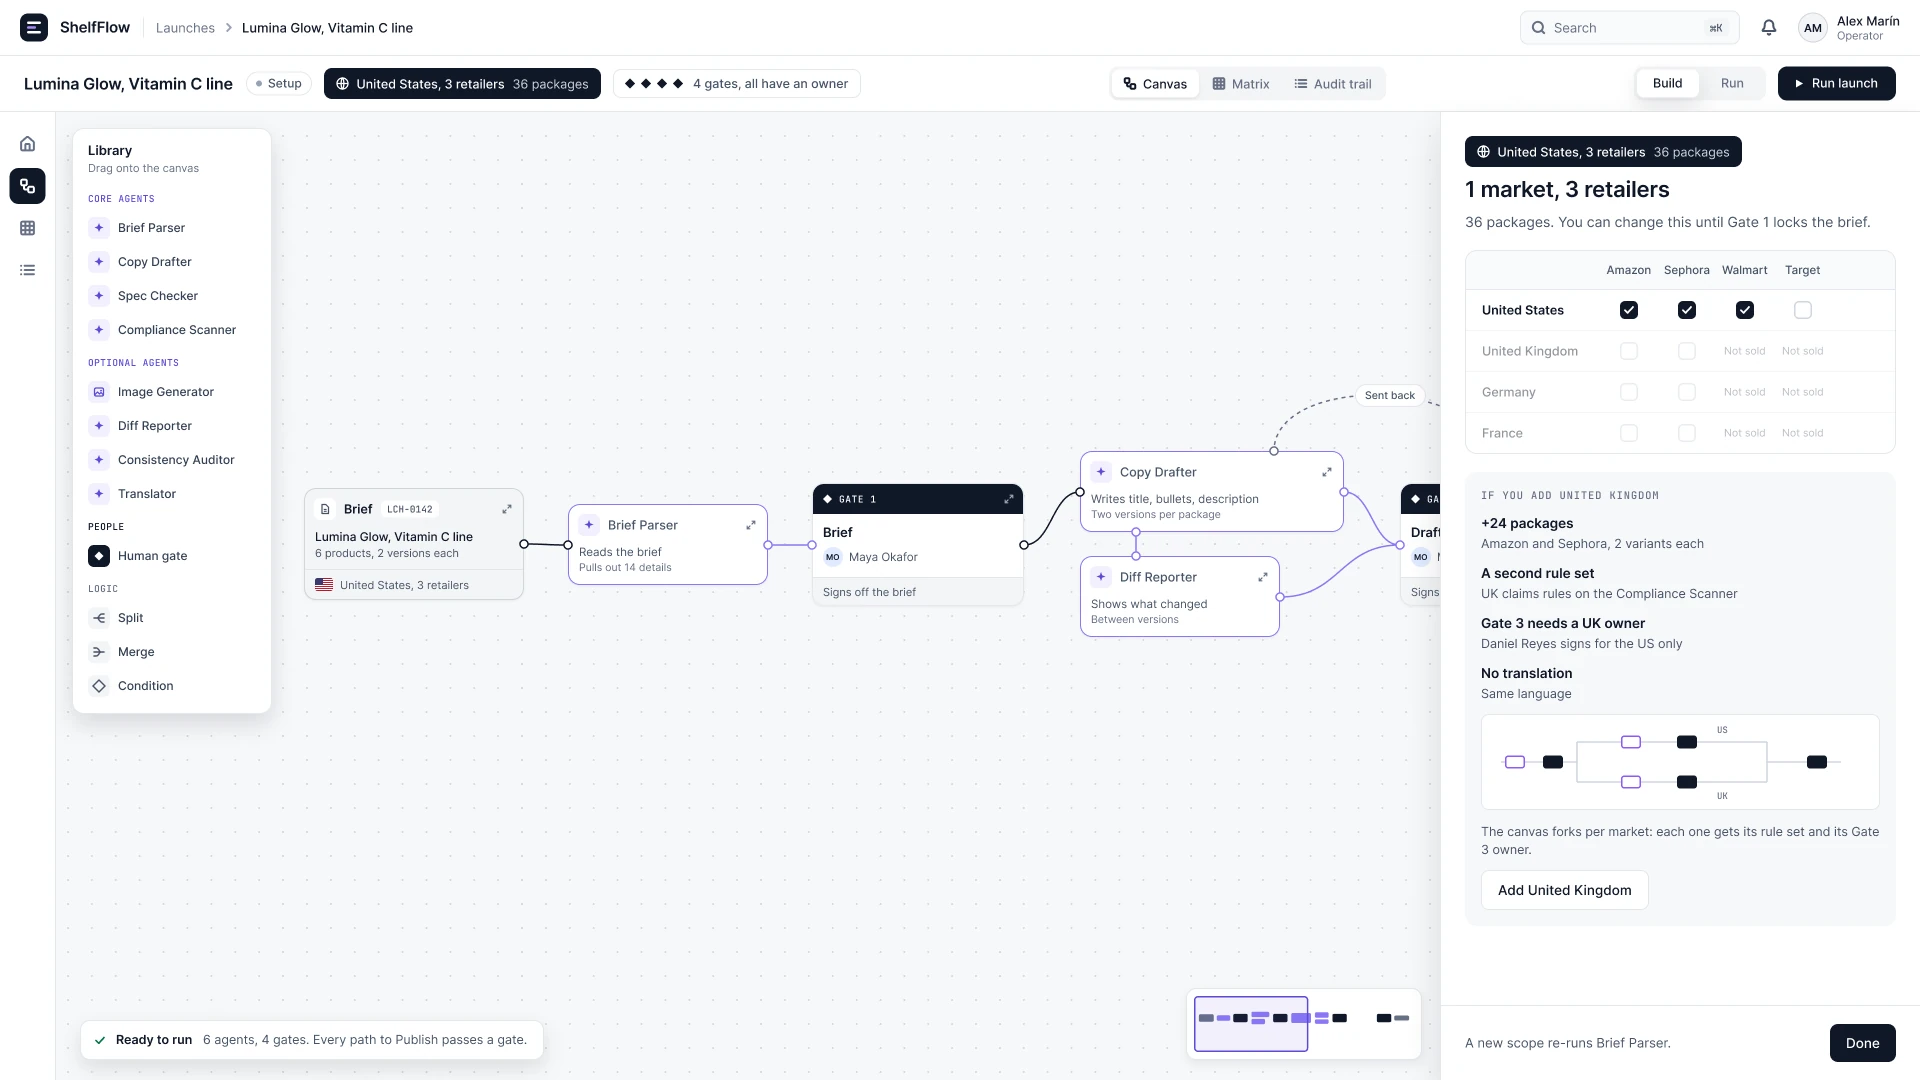 ShelfFlow
Launches
Lumina Glow, Vitamin C line
Search
⌘K
AM
Alex Marín
Operator
Lumina Glow, Vitamin C line
Setup
United States, 3 retailers 36 packages
4 gates, all have an owner
Canvas
Matrix
Audit trail
Build
Run
Run launch
Library
Drag onto the canvas
CORE AGENTS
Brief Parser
Copy Drafter
Spec Checker
Compliance Scanner
OPTIONAL AGENTS
Image Generator
Diff Reporter
Consistency Auditor
Translator
PEOPLE
Human gate
LOGIC
Split
Merge
Condition
Brief LCH-0142
Lumina Glow, Vitamin C line
6 products, 2 versions each
United States, 3 retailers
Brief Parser
Reads the brief
Pulls out 14 details
GATE 1
Brief
MO Maya Okafor
Signs off the brief
Sent back
Copy Drafter
Writes title, bullets, description
Two versions per package
Diff Reporter
Shows what changed
Between versions
GA
Draft
MO M
Signs
Ready to run 6 agents, 4 gates. Every path to Publish passes a gate.
United States, 3 retailers 36 packages
1 market, 3 retailers
36 packages. You can change this until Gate 1 locks the brief.
Amazon Sephora Walmart Target
United States
United Kingdom Not sold Not sold
Germany Not sold Not sold
France Not sold Not sold
IF YOU ADD UNITED KINGDOM
+24 packages
Amazon and Sephora, 2 variants each
A second rule set
UK claims rules on the Compliance Scanner
Gate 3 needs a UK owner
Daniel Reyes signs for the US only
No translation
Same language
US
UK
The canvas forks per market: each one gets its rule set and its Gate
3 owner.
Add United Kingdom
A new scope re-runs Brief Parser.
Done